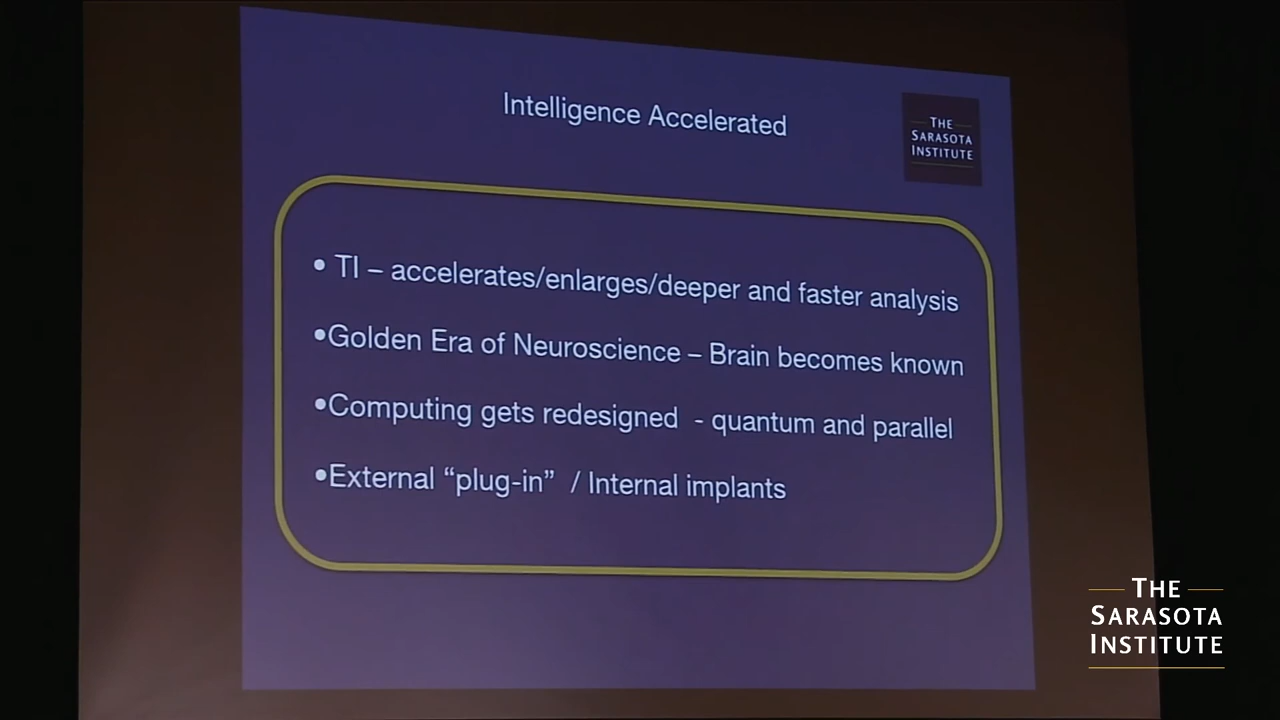 Intelligence Accelerated
THE
SARASOTA
INSTITUTE
• TI – accelerates/enlarges/deeper and faster analysis
•Golden Era of Neuroscience – Brain becomes known
•Computing gets redesigned - quantum and parallel
•External “plug-in” / Internal implants
THE
SARASOTA
INSTITUTE